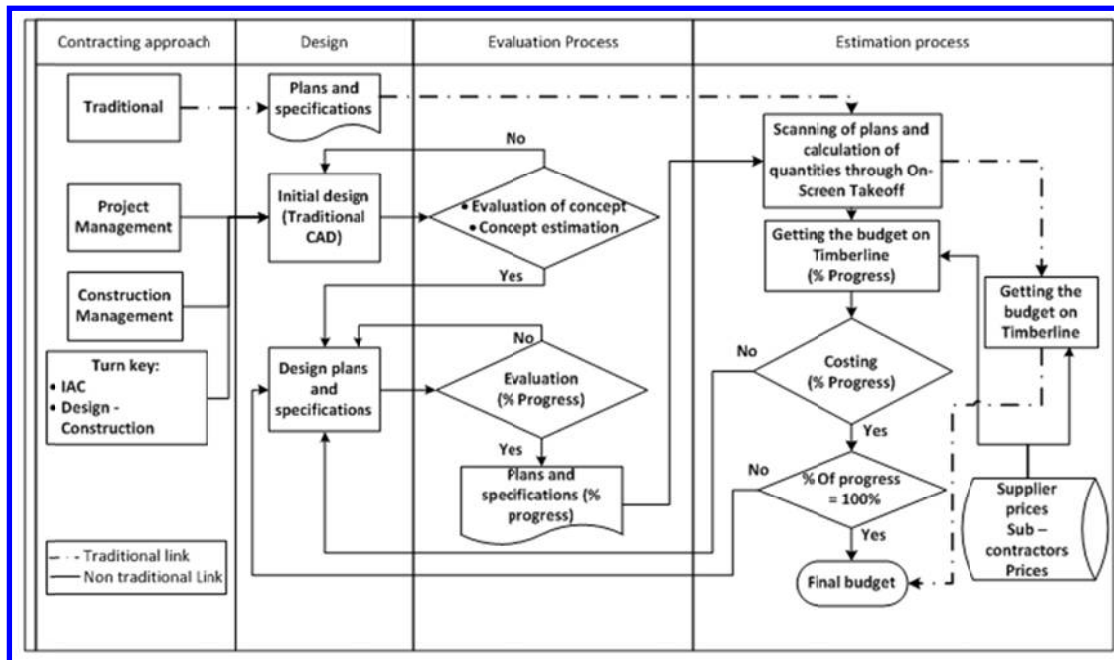 Contracting approach
Design
Evaluation Process
Estimation process
Traditional
Plans and
specifications
Scanning of plans and
calculation of
quantities through On-
Screen Takeoff
No
Project
Management
Initial design
(Traditional
CAD)
• Evaluation of concept
• Concept estimation
Getting the budget on
Timberline
(% Progress)
Yes
Construction
Management
Getting the
budget on
Timberline
Turn key:
• IAC
• Design -
Construction
Design plans
and
specifications
No
Evaluation
(% Progress)
No
Costing
(% Progress)
Yes
Yes
Plans and
specifications (%
progress)
No
% Of progress
= 100%
Yes
Supplier
prices
Sub –
contractors
Prices
Final budget
Traditional link
Non traditional Link